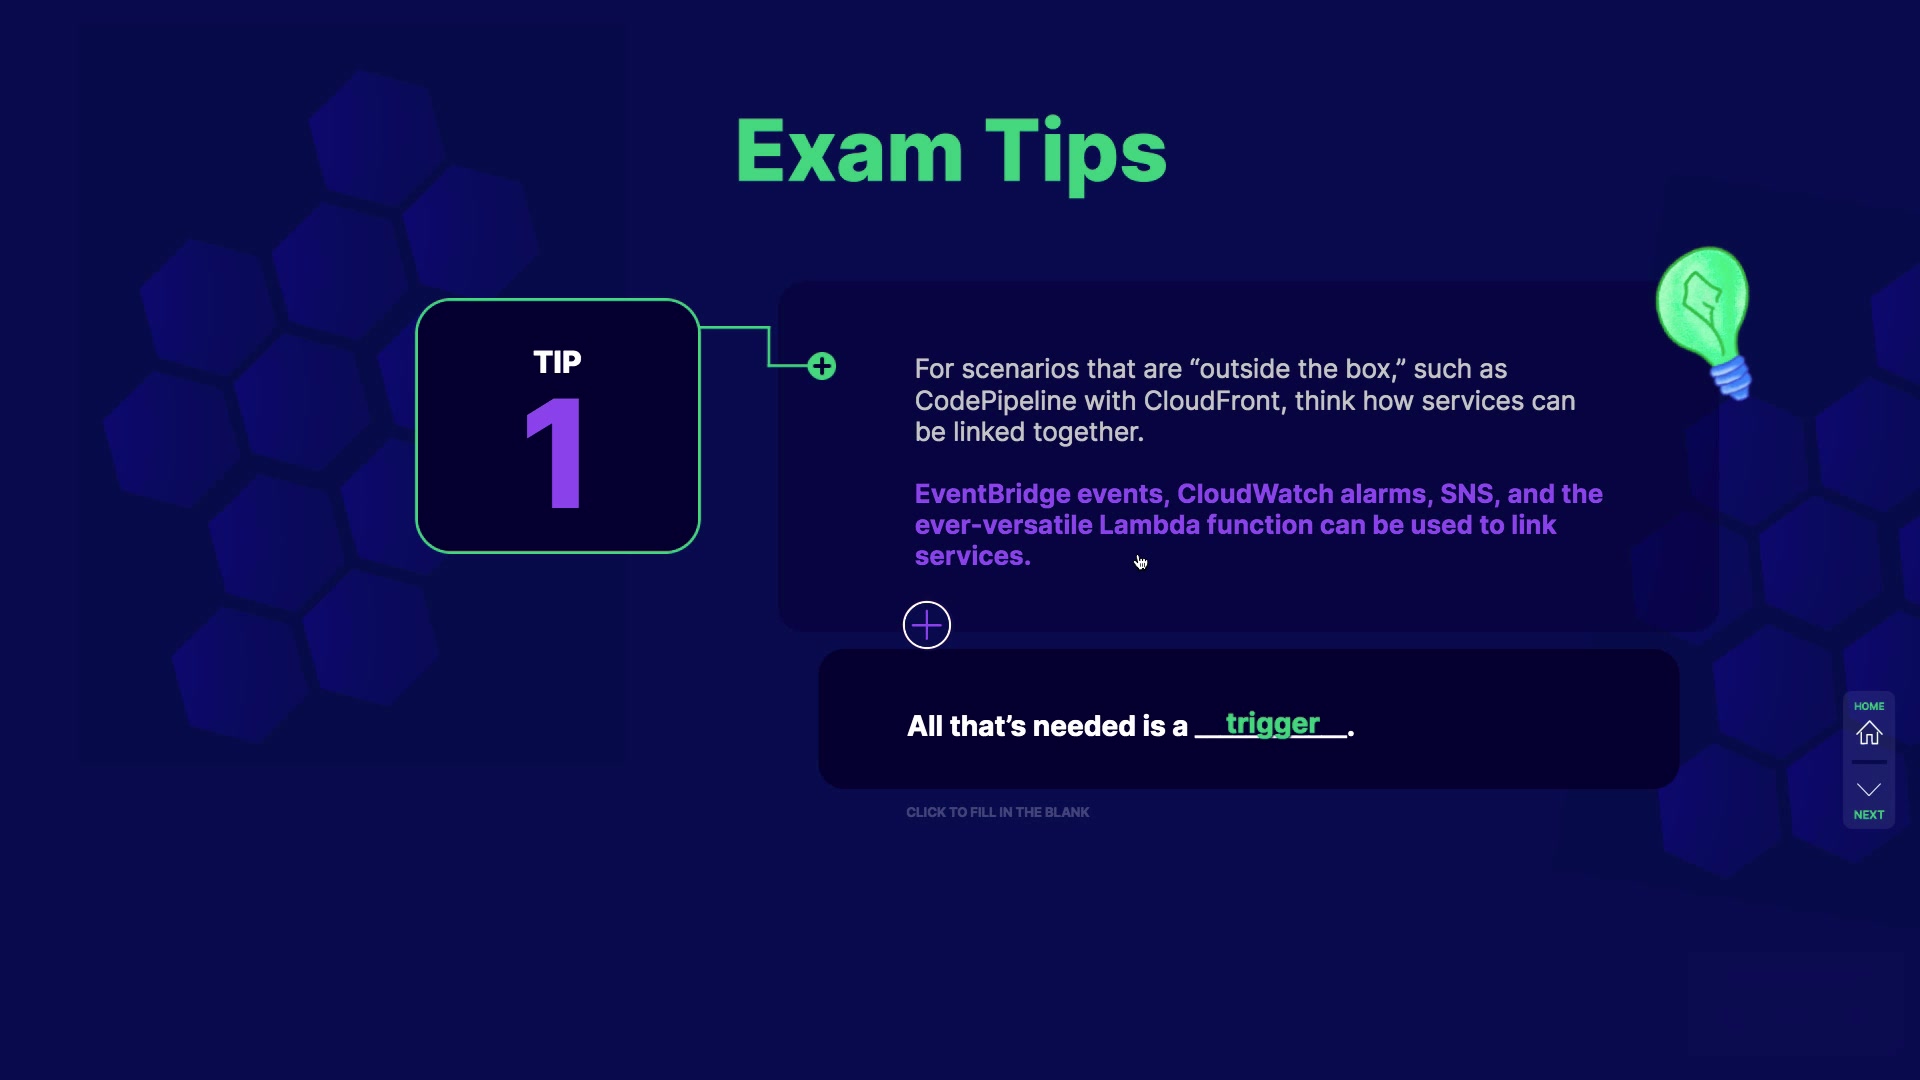 Exam Tips
TIP
1
For scenarios that are “outside the box,” such as
CodePipeline with CloudFront, think how services can
be linked together.
EventBridge events, CloudWatch alarms, SNS, and the
ever-versatile Lambda function can be used to link
services.
All that’s needed is a __trigger__.
CLICK TO FILL IN THE BLANK
HOME
NEXT